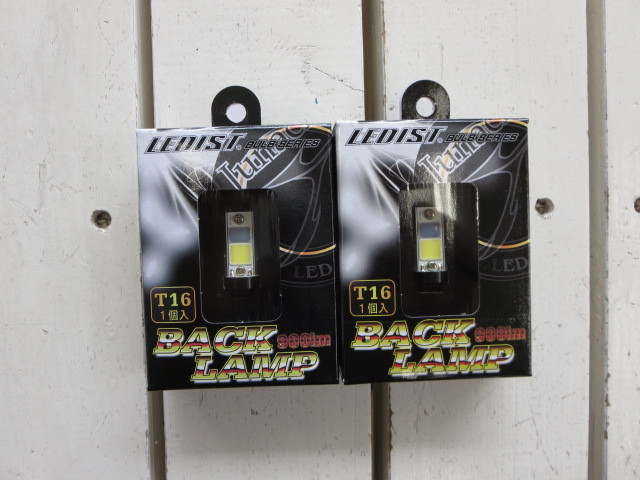 LEDIST. BULB SERIES
LED
T16
1個入
BACK
LAMP
LEDIST. BULB SERIES
LED
T16
1個入
BACK
LAMP